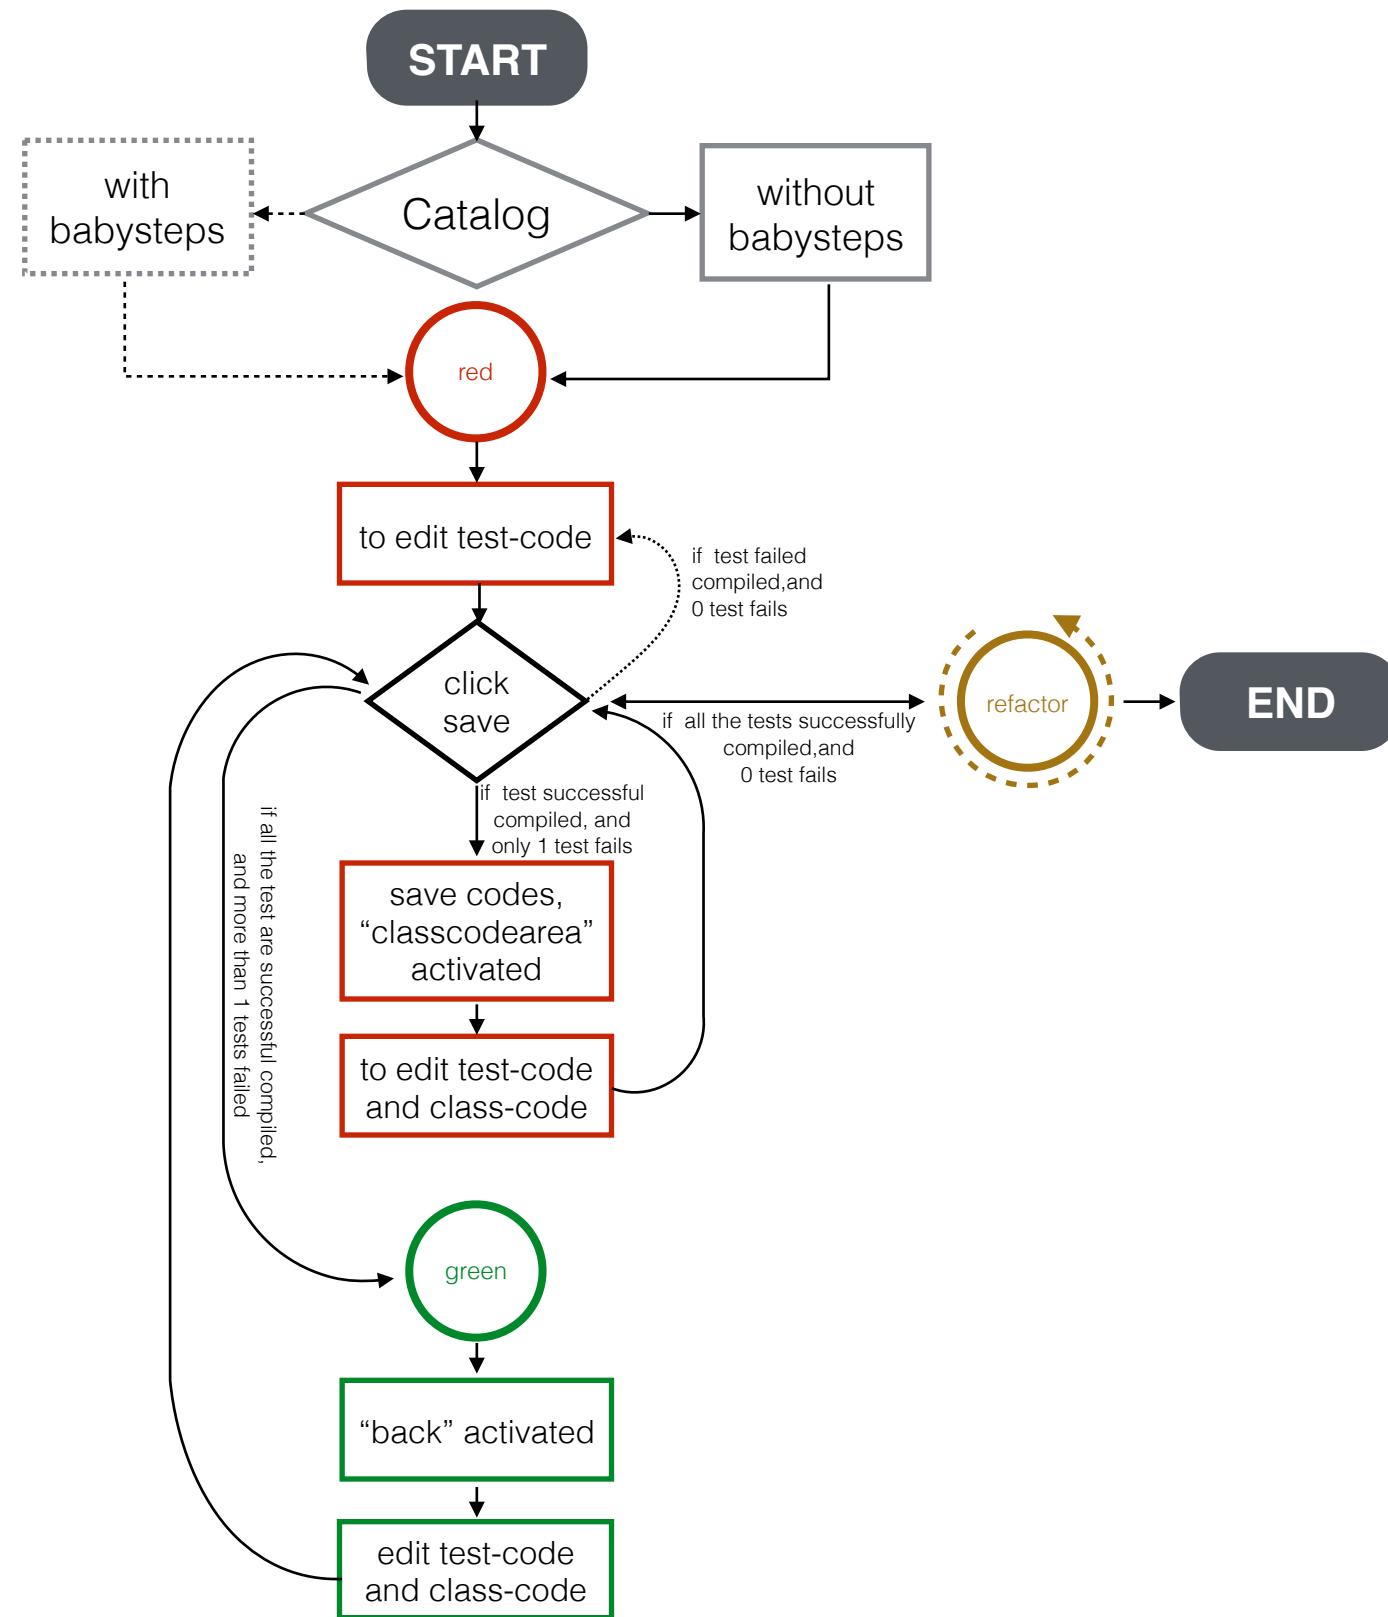 START
with
babysteps
Catalog
without
babysteps
red
to edit test-code
if test failed
compiled,and
0 test fails
click
save
if all the tests successfully
compiled,and
0 test fails
refactor
END
if test successful
compiled, and
only 1 test fails
if all the test are successful compiled,
and more than 1 tests failed
save codes,
“classcodearea”
activated
to edit test-code
and class-code
green
“back” activated
edit test-code
and class-code